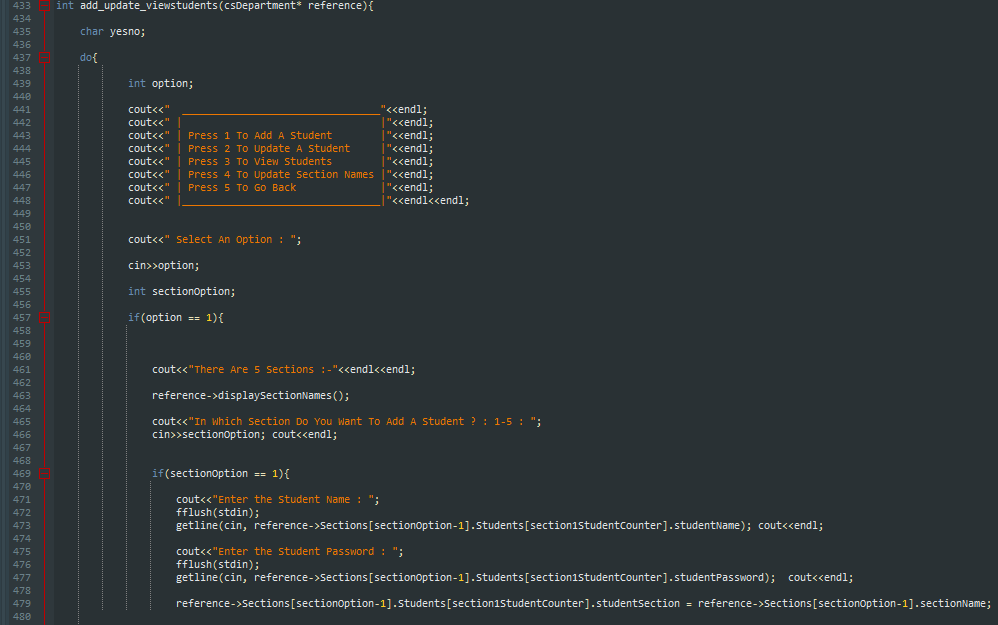 433 int add_update_viewstudents(csDepartment* reference){
434
435 char yesno;
436
437 do{
438
439 int option;
440
441 cout<<"  _________________________________"<<endl;
442 cout<<" |                                 |"<<endl;
443 cout<<" | Press 1 To Add A Student        |"<<endl;
444 cout<<" | Press 2 To Update A Student     |"<<endl;
445 cout<<" | Press 3 To View Students        |"<<endl;
446 cout<<" | Press 4 To Update Section Names |"<<endl;
447 cout<<" | Press 5 To Go Back              |"<<endl;
448 cout<<" |_________________________________|"<<endl<<endl;
449
450
451 cout<<" Select An Option : ";
452
453 cin>>option;
454
455 int sectionOption;
456
457 if(option == 1){
458
459
460
461 cout<<"There Are 5 Sections :-"<<endl<<endl;
462
463 reference->displaySectionNames();
464
465 cout<<"In Which Section Do You Want To Add A Student ? : 1-5 : ";
466 cin>>sectionOption; cout<<endl;
467
468
469 if(sectionOption == 1){
470
471 cout<<"Enter the Student Name : ";
472 fflush(stdin);
473 getline(cin, reference->Sections[sectionOption-1].Students[section1StudentCounter].studentName); cout<<endl;
474
475 cout<<"Enter the Student Password : ";
476 fflush(stdin);
477 getline(cin, reference->Sections[sectionOption-1].Students[section1StudentCounter].studentPassword);  cout<<endl;
478
479 reference->Sections[sectionOption-1].Students[section1StudentCounter].studentSection = reference->Sections[sectionOption-1].sectionName;
480